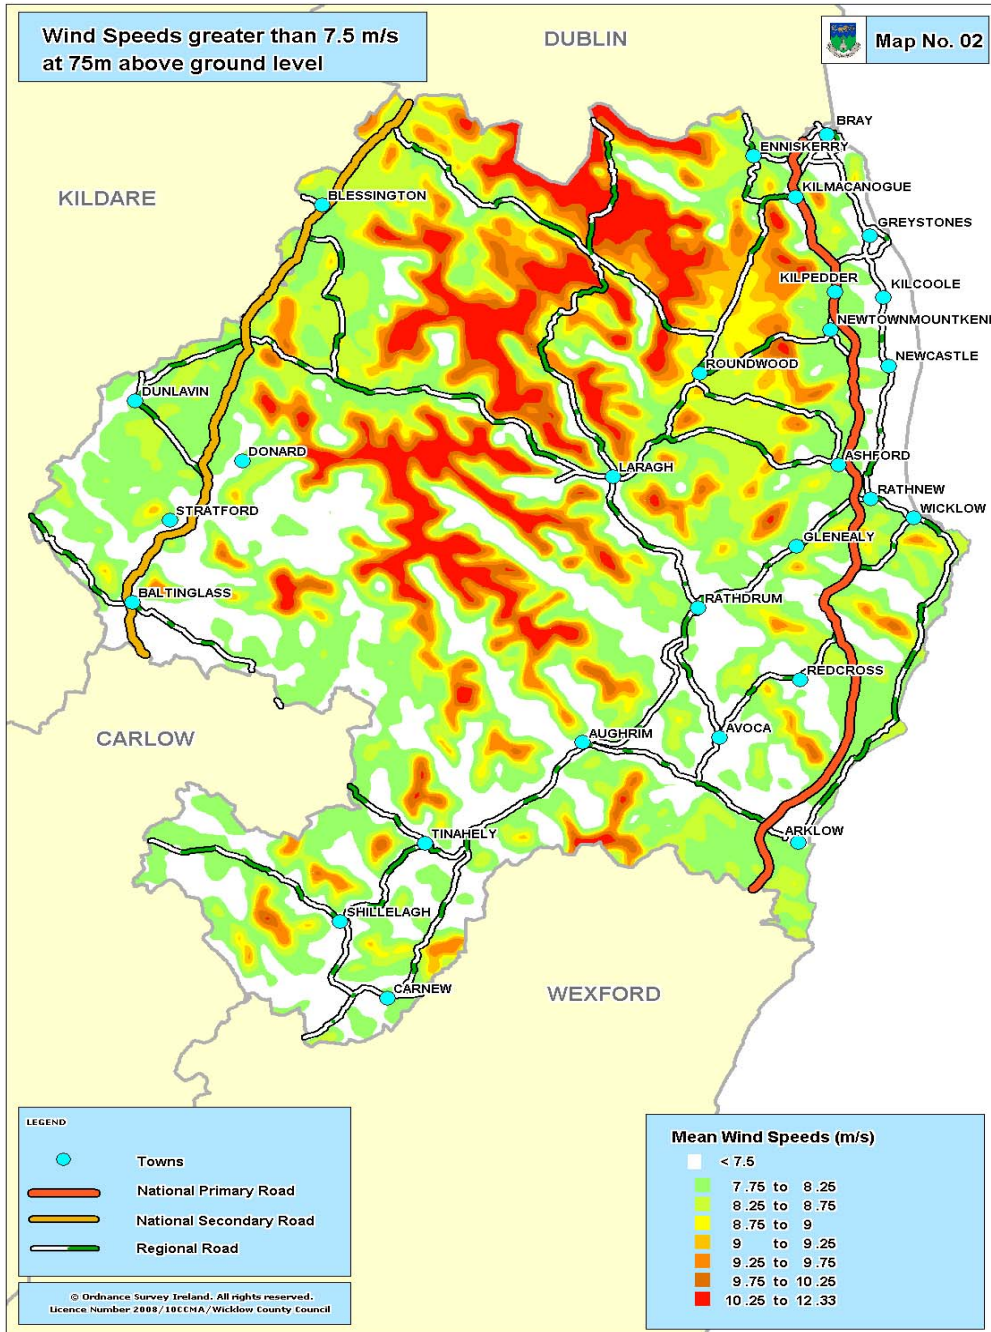 Wind Speeds greater than 7.5 m/s
at 75m above ground level
DUBLIN
Map No. 02
BRAY
ENNISKERRY
KILDARE
KILMACANOGUE
BLESSINGTON
GREYSTONES
KILPEDDER
KILCOOLE
NEWTOWNMOUNTKENI
NEWCASTLE
ROUNDWOOD
DUNLAVIN
DONARD
LARAGH
ASHFORD
RATHNEW
STRATFORD
WICKLOW
GLENEALY
BALTINGLASS
RATHDRUM
REDCROSS
CARLOW
AUGHRIM
AVOCA
TINAHELY
ARKLOW
SHILLELAGH
CARNEW
WEXFORD
LEGEND
Towns
National Primary Road
National Secondary Road
Regional Road
© Ordnance Survey Ireland. All rights reserved.
Licence Number 2008/10CCMA/Wicklow County Council
Mean Wind Speeds (m/s)
< 7.5
7 .75 to 8 .25
8 .25 to 8 .75
8 .75 to 9
9 to 9 .25
9 .25 to 9 .75
9 .75 to 10 .25
10 .25 to 12 .33